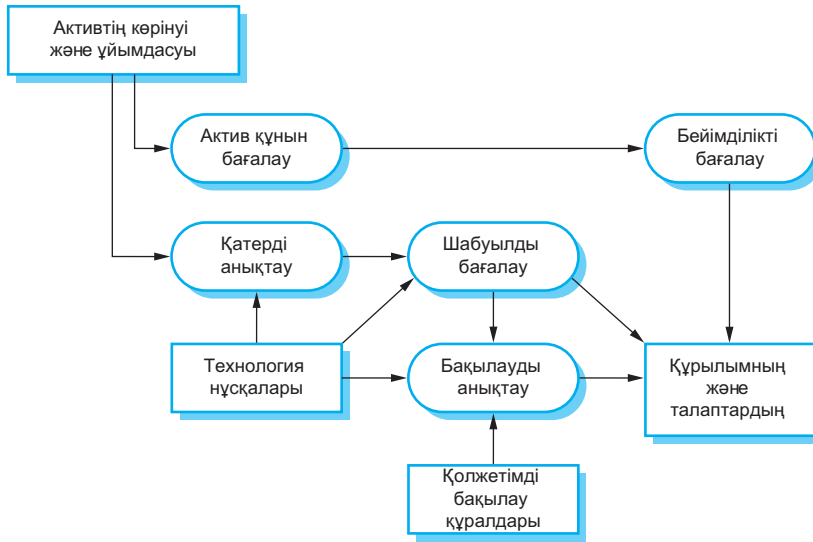 Активтің көрінуі
және ұйымдасуы
Актив құнын
бағалау
Бейімділікті
бағалау
Қатерді
анықтау
Шабуылды
бағалау
Технология
нұсқалары
Бақылауды
анықтау
Құрылымның
және
талаптардың
Қолжетімді
бақылау
құралдары